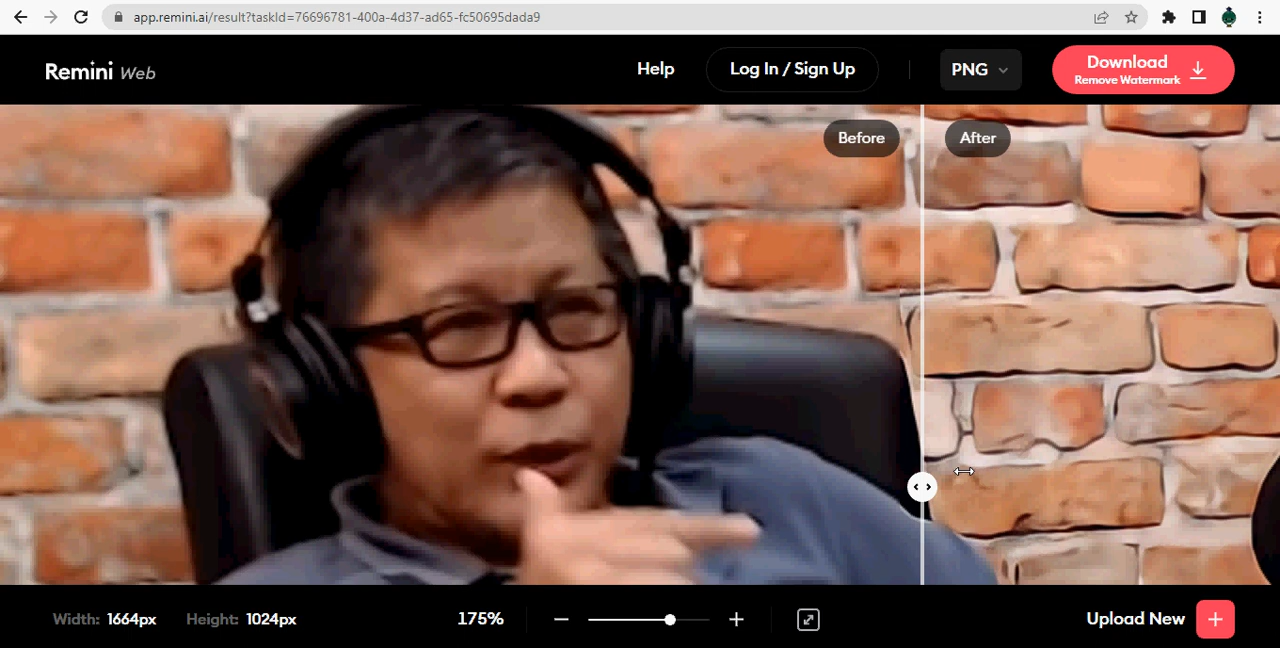 app.remini.ai/result?taskId=76696781-400a-4d37-ad65-fc50695dada9
Remini Web
Help
Log In / Sign Up
PNG
Download
Remove Watermark
Before
After
Width: 1664px
Height: 1024px
175%
Upload New